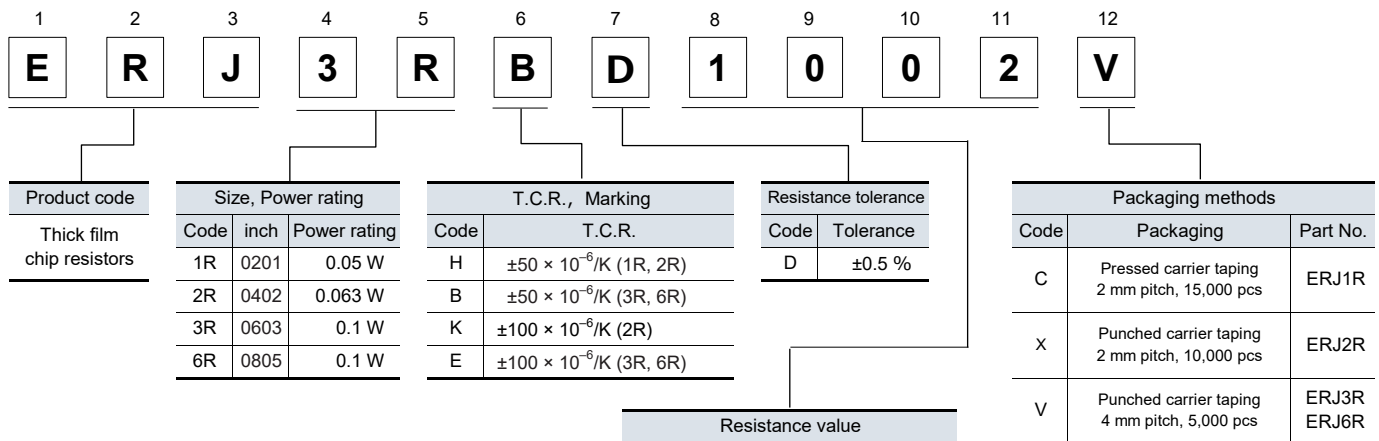 1 2 3 4 5 6 7 8 9 10 11 12
E R J 3 R B D 1 0 0 2 V
Product code
Thick film
chip resistors
Size, Power rating
Code inch Power rating
1R 0201 0.05 W
2R 0402 0.063 W
3R 0603 0.1 W
6R 0805 0.1 W
T.C.R., Marking
Code T.C.R.
H ±50 × 10⁻⁶/K (1R, 2R)
B ±50 × 10⁻⁶/K (3R, 6R)
K ±100 × 10⁻⁶/K (2R)
E ±100 × 10⁻⁶/K (3R, 6R)
Resistance tolerance
Code Tolerance
D ±0.5 %
Packaging methods
Code Packaging Part No.
C Pressed carrier taping
2 mm pitch, 15,000 pcs ERJ1R
X Punched carrier taping
2 mm pitch, 10,000 pcs ERJ2R
V Punched carrier taping ERJ3R
4 mm pitch, 5,000 pcs ERJ6R
Resistance value